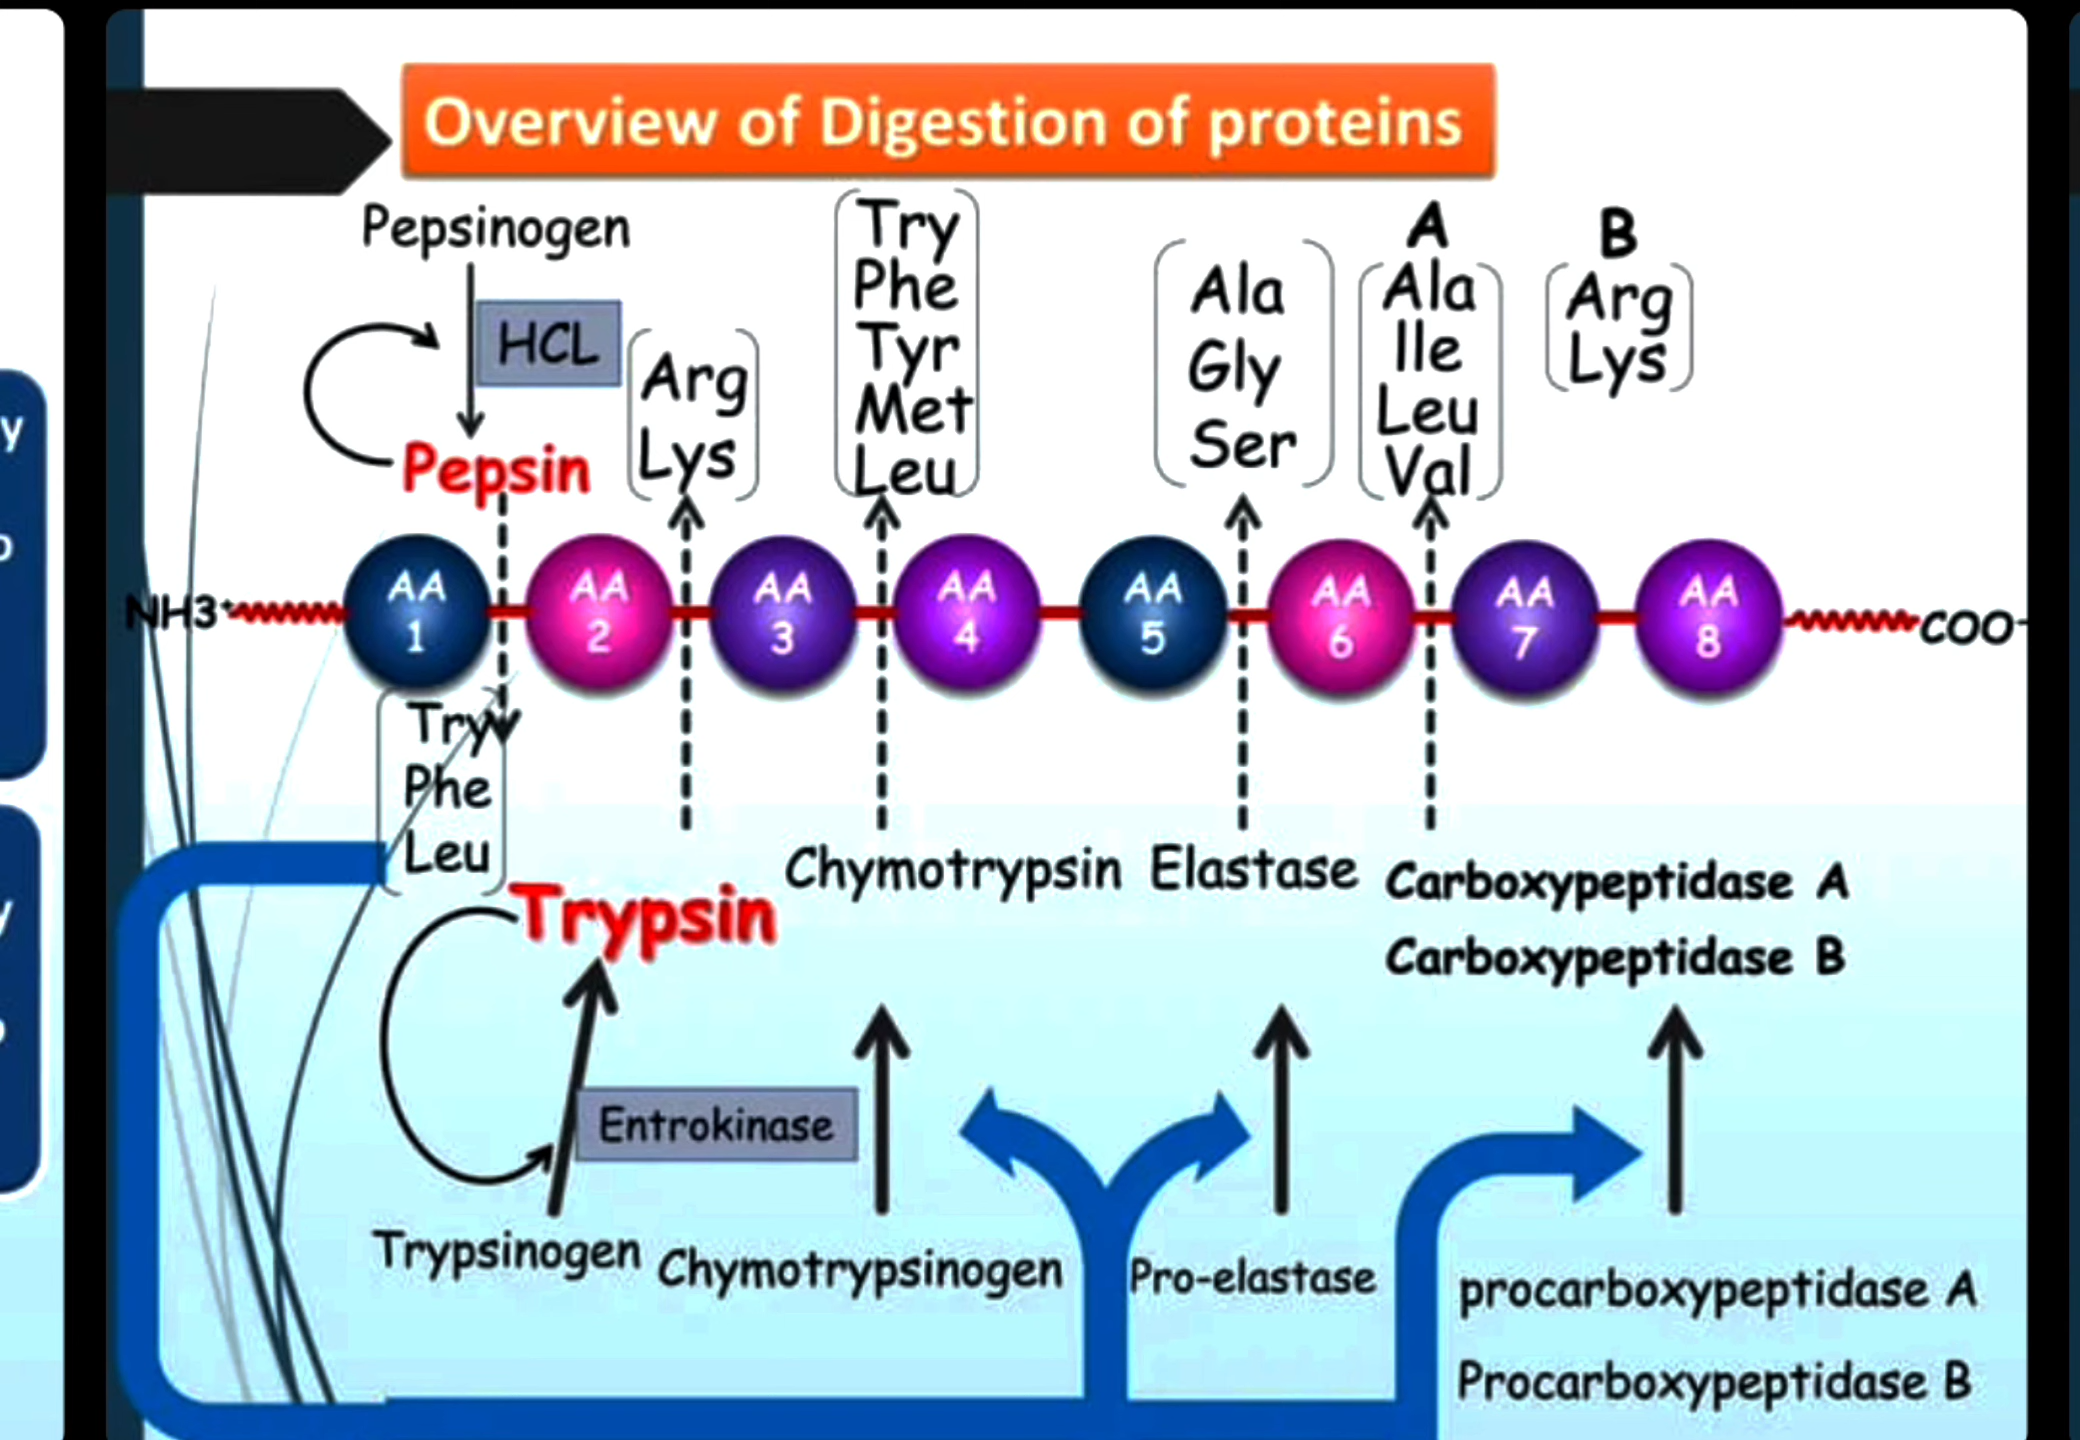 Overview of Digestion of proteins
Pepsinogen
HCL
Pepsin
Arg
Lys
Try
Phe
Tyr
Met
Leu
Ala
Gly
Ser
A
Ala
Ile
Leu
Val
B
Arg
Lys
NH3+
AA
1
AA
2
AA
3
AA
4
AA
5
AA
6
AA
7
AA
8
COO-
Try
Phe
Leu
Trypsin
Chymotrypsin
Elastase
Carboxypeptidase A
Carboxypeptidase B
Entrokinase
Trypsinogen
Chymotrypsinogen
Pro-elastase
procarboxypeptidase A
Procarboxypeptidase B